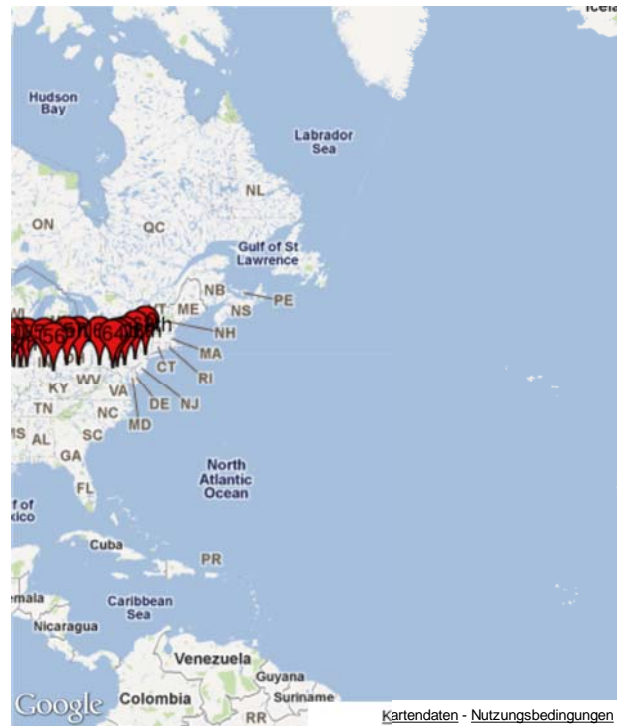 Hudson
Bay
Labrador
Sea
NL
ON
QC
Gulf of St
Lawrence
NB
PE
ME
NS
NH
MA
CT
RI
KY
WV
VA
DE
NJ
TN
NC
MD
AL
SC
GA
FL
North
Atlantic
Ocean
Cuba
PR
Caribbean
Sea
Nicaragua
Venezuela
Guyana
Google
Colombia
Suriname
RR
Kartendaten - Nutzungsbedingungen